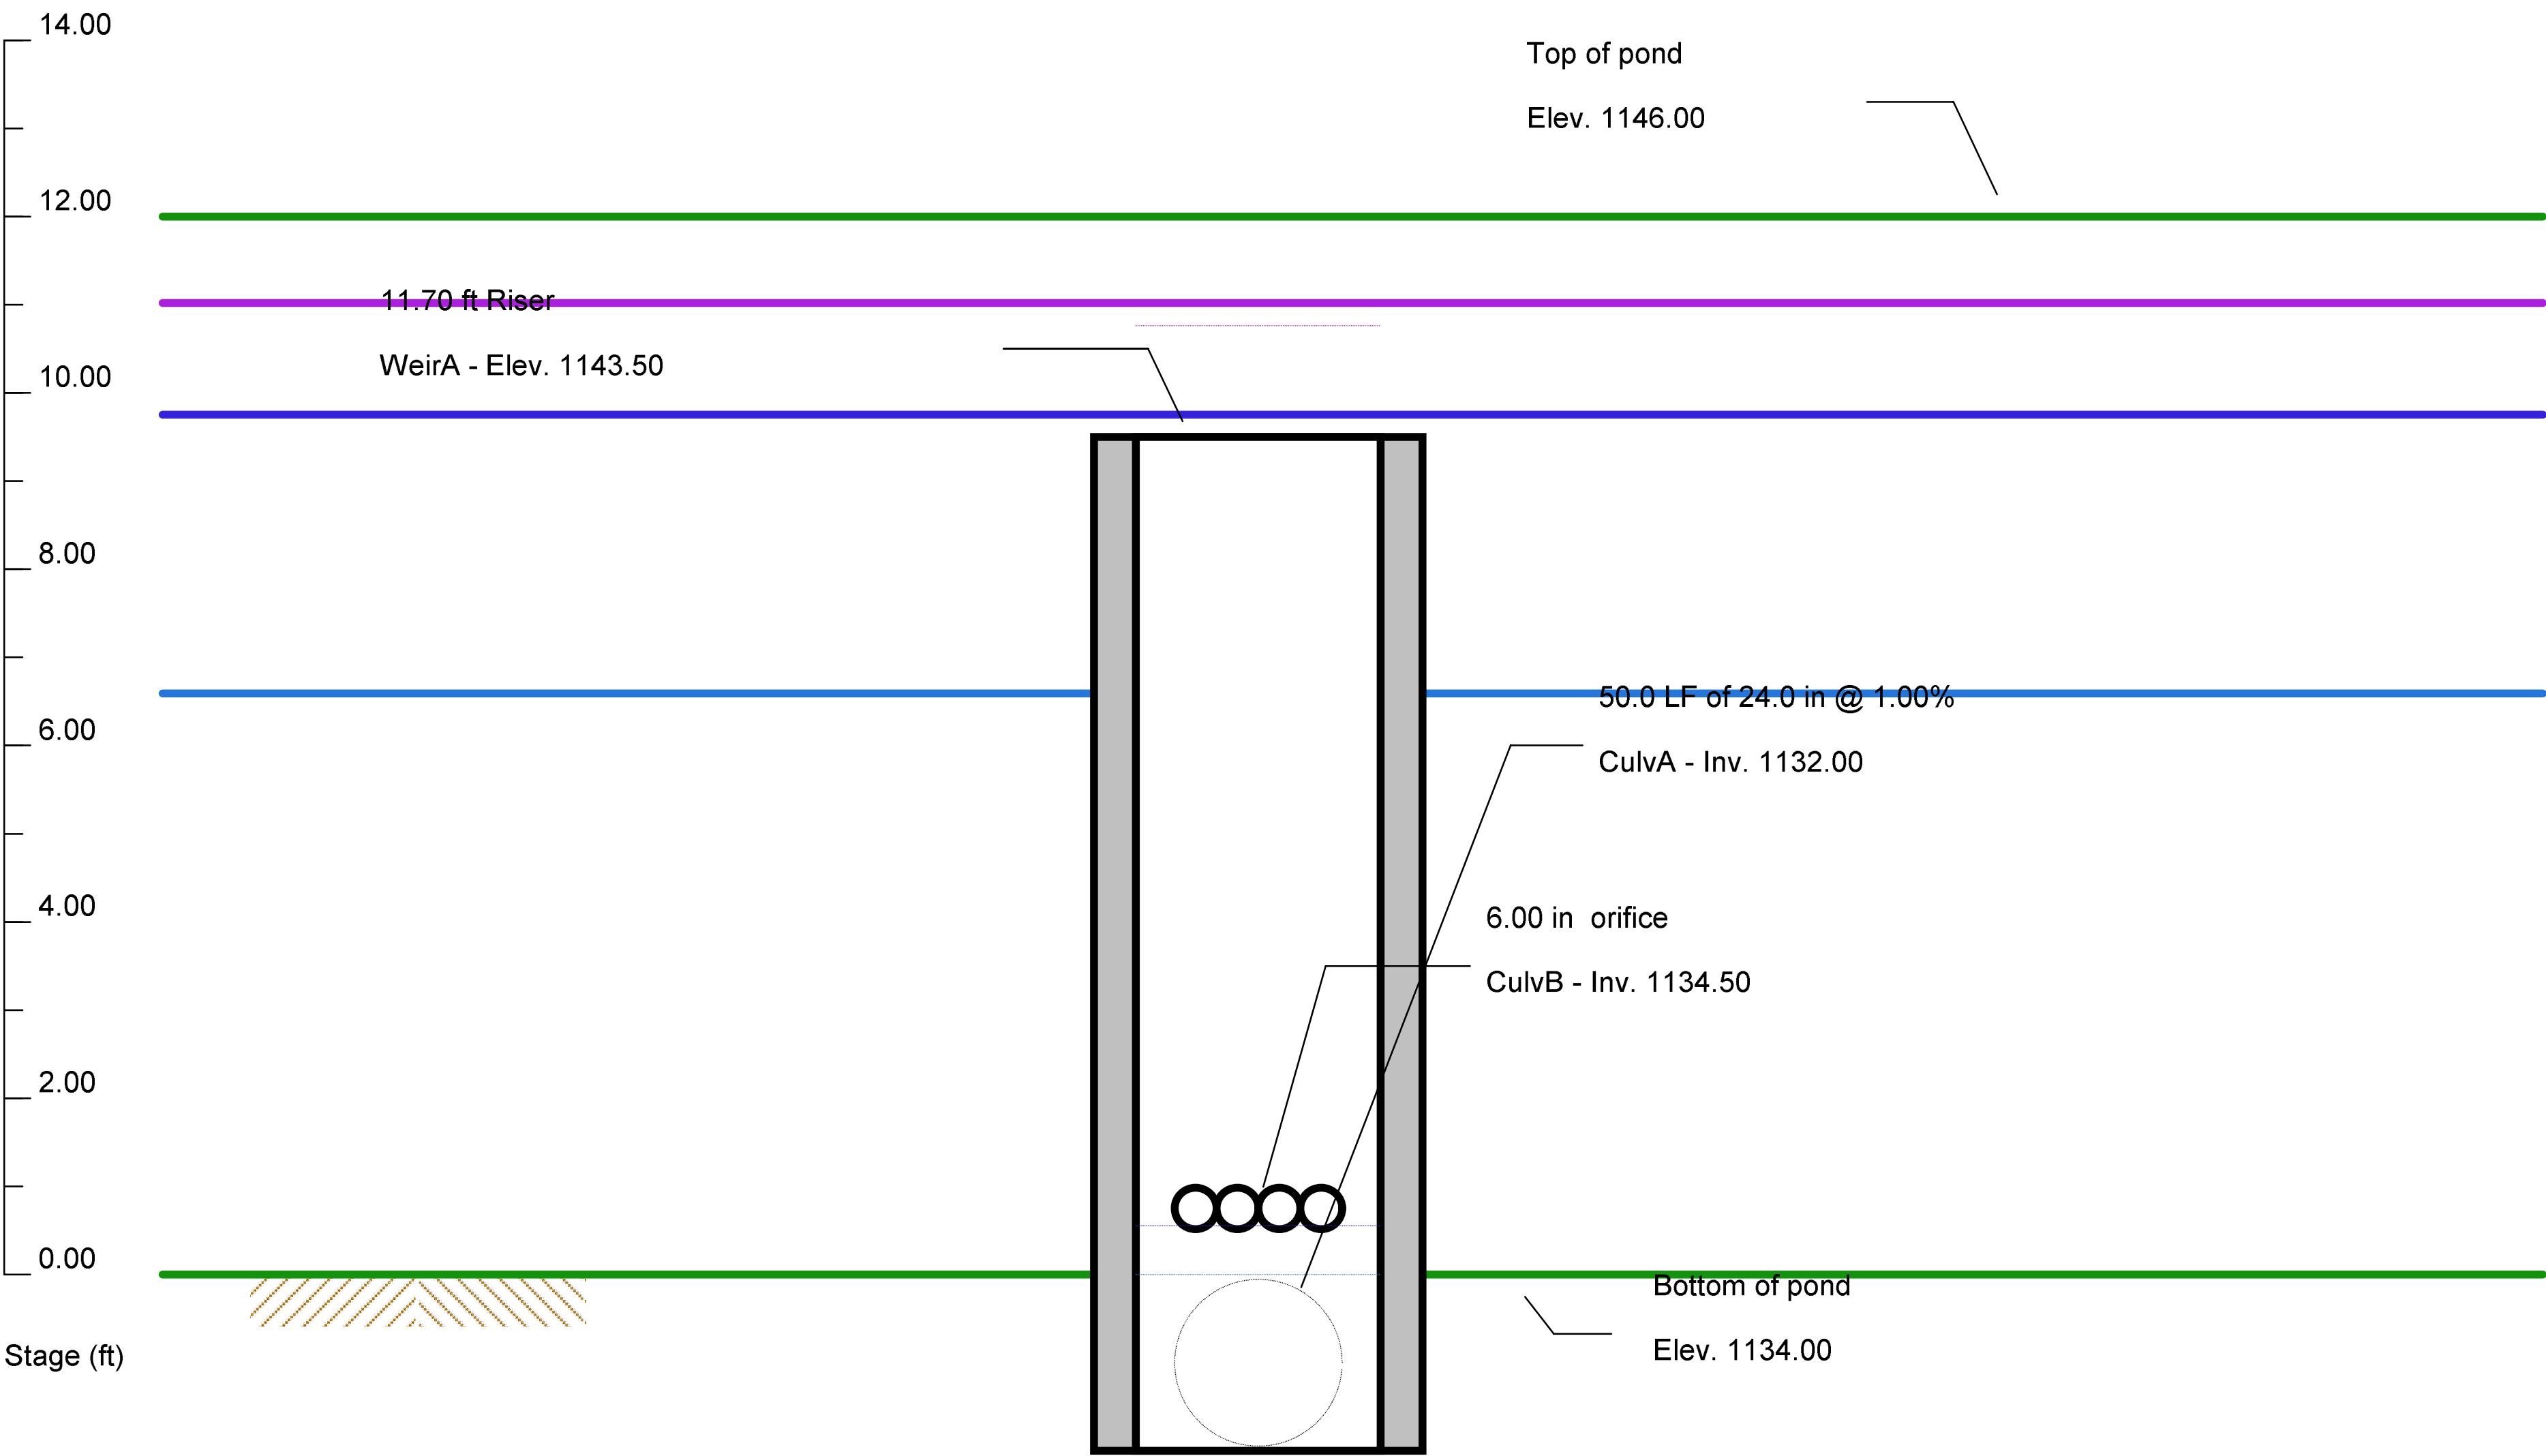 14.00
Top of pond
Elev. 1146.00
12.00
11.70 ft Riser
WeirA - Elev. 1143.50
10.00
8.00
50.0 LF of 24.0 in @ 1.00%
6.00
CulvA - Inv. 1132.00
4.00
6.00 in  orifice
CulvB - Inv. 1134.50
2.00
0.00
Bottom of pond
Elev. 1134.00
Stage (ft)